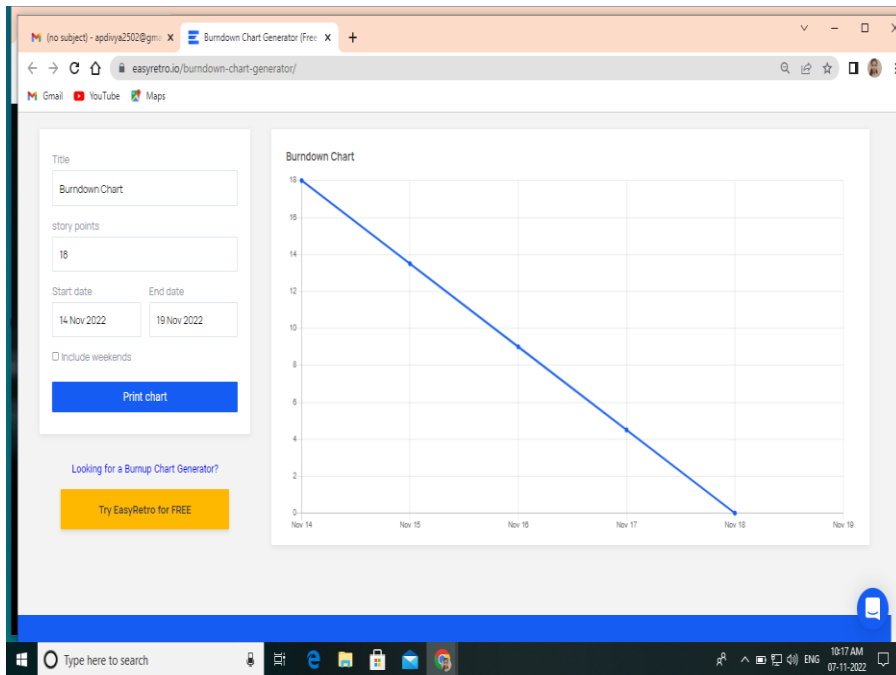 (no subject) - apdivya2502@gm
Burndown Chart Generator (Free
easyretro.io/burndown-chart-generator/
Gmail
YouTube
Maps
Title
Burndown Chart
story points
18
Start date
End date
14 Nov 2022
19 Nov 2022
Include weekends
Print chart
Looking for a Burnup Chart Generator?
Try EasyRetro for FREE
Burndown Chart
18
16
14
12
10
8
6
4
2
0
Nov 14
Nov 15
Nov 16
Nov 17
Nov 18
Nov 19
Type here to search
ENG
10:17 AM
07-11-2022